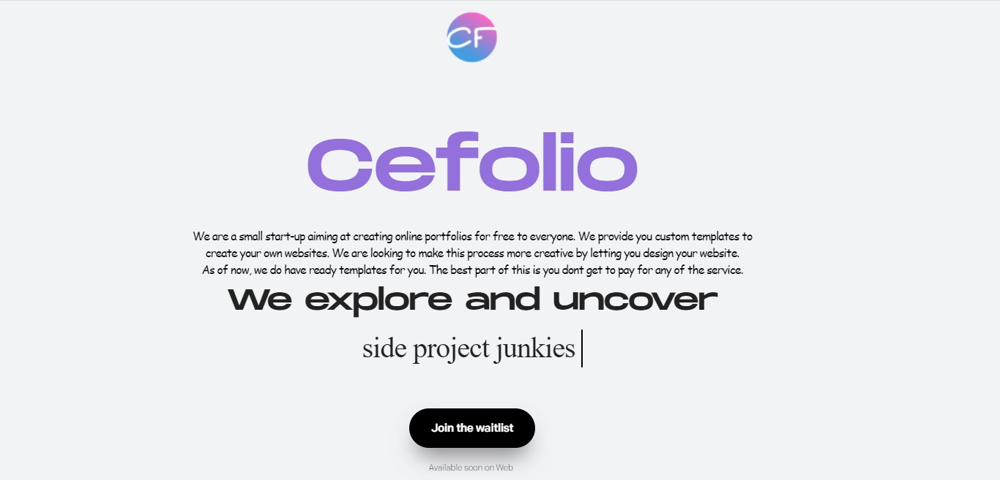 CF
Cefolio
We are a small start-up aiming at creating online portfolios for free to everyone. We provide you custom templates to
create your own websites. We are looking to make this process more creative by letting you design your website.
As of now, we do have ready templates for you. The best part of this is you dont get to pay for any of the service.
We explore and uncover
side project junkies
Join the waitlist
Available soon on Web